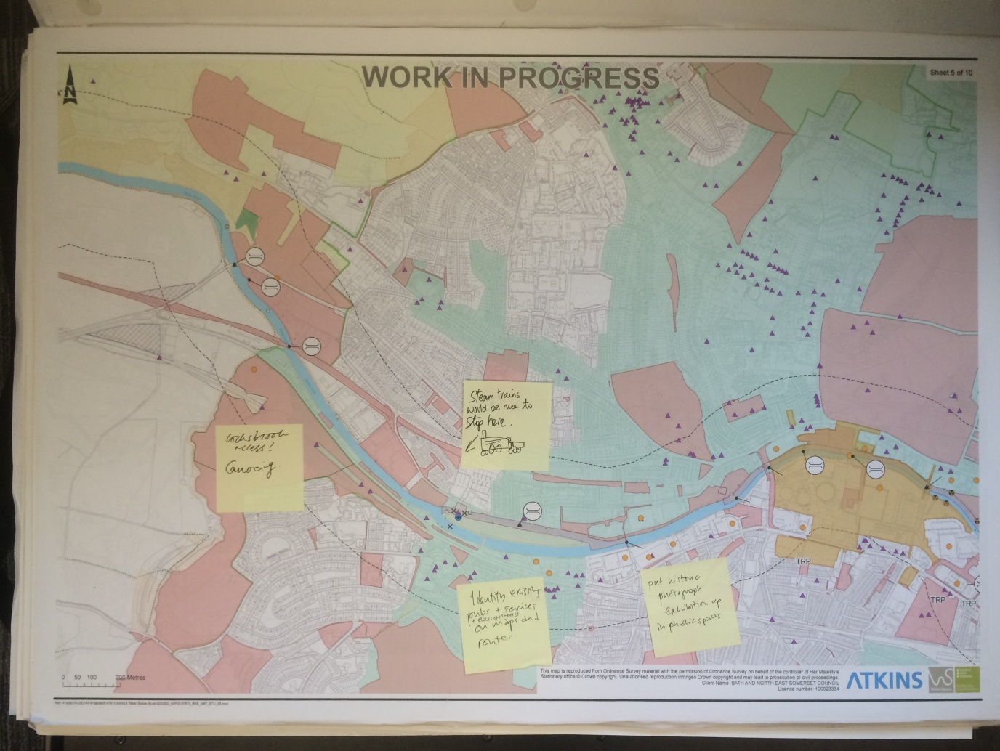 WORK IN PROGRESS
Sheet 5 of 10
N
Steam trains
would be nice to
stop here.
Locksbrook
access?
Canoeing
Identify existing
pubs + services
+ places of interest
on maps and
routes
put historic
photograph
exhibition up
in public spaces
TRP
TRP
TRP
0 50 100 200 Metres
This map is reproduced from Ordnance Survey material with the permission of Ordnance Survey on behalf of the controller of Her Majesty's
Stationery office © Crown copyright. Unauthorised reproduction infringes Crown copyright and may lead to prosecution or civil proceedings.
Client Name BATH AND NORTH EAST SOMERSET COUNCIL
Licence number: 100023334
ATKINS
WS